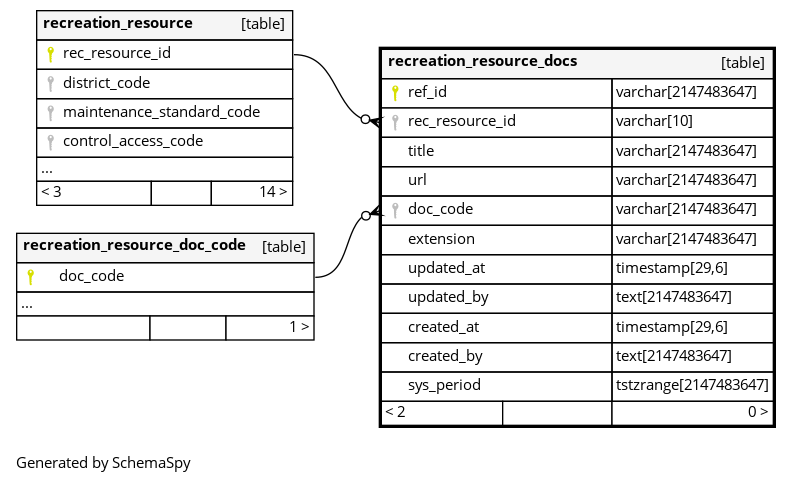 recreation_resource [table]
rec_resource_id
district_code
maintenance_standard_code
control_access_code
...
< 3 14 >
recreation_resource_doc_code [table]
doc_code
...
1 >
recreation_resource_docs [table]
ref_id varchar[2147483647]
rec_resource_id varchar[10]
title varchar[2147483647]
url varchar[2147483647]
doc_code varchar[2147483647]
extension varchar[2147483647]
updated_at timestamp[29,6]
updated_by text[2147483647]
created_at timestamp[29,6]
created_by text[2147483647]
sys_period tstzrange[2147483647]
< 2 0 >
Generated by SchemaSpy